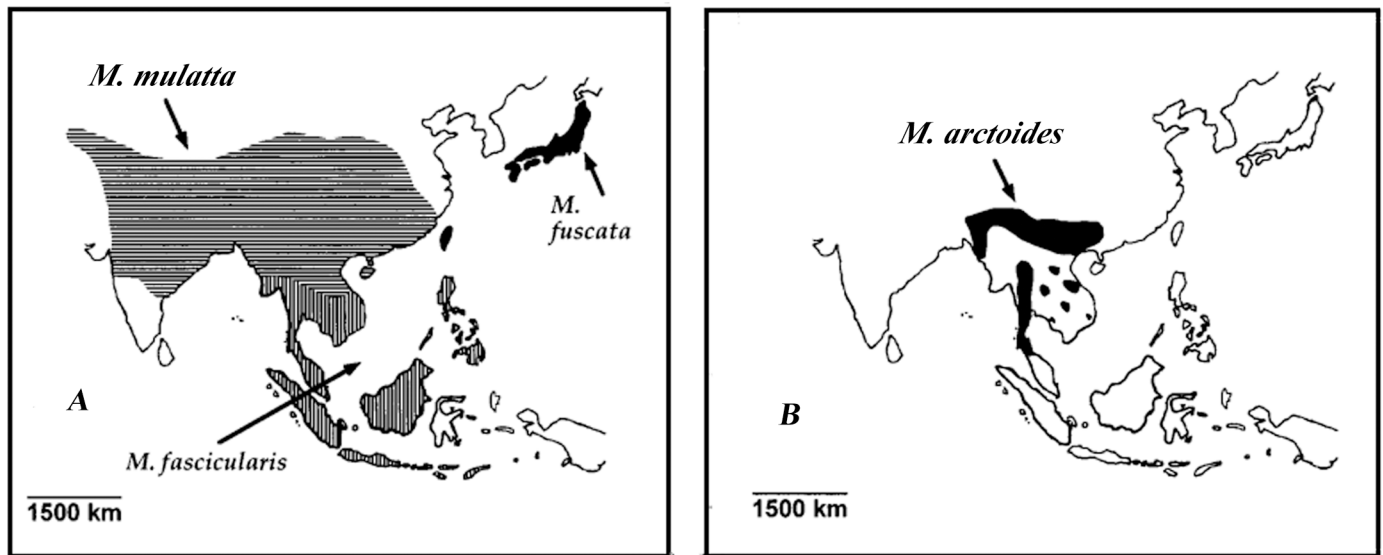 M. mulatta
M.
fuscata
A
M. fascicularis
1500 km
M. arctoides
B
1500 km